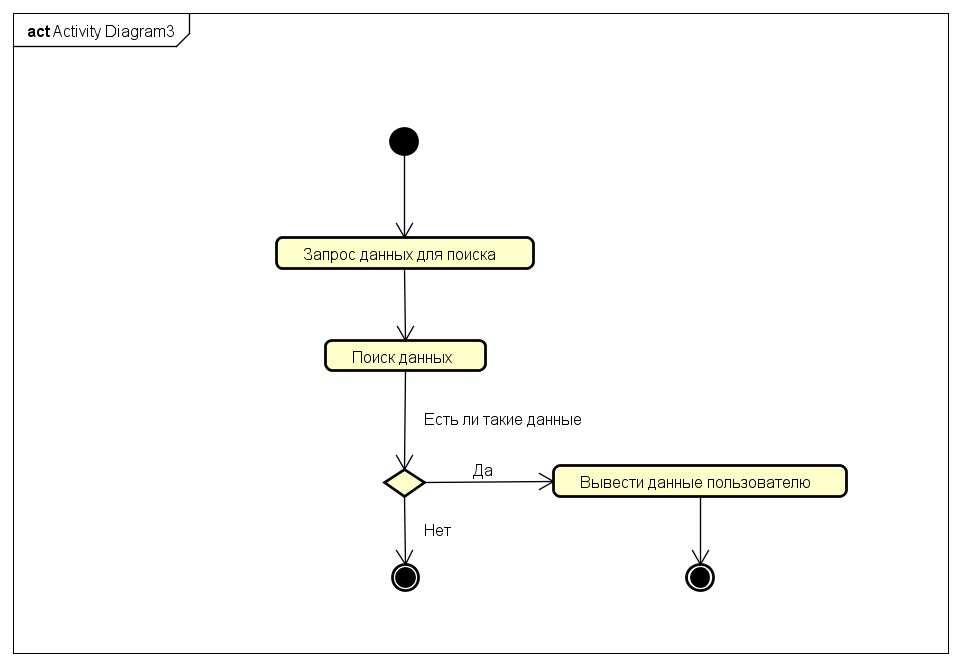 act Activity Diagram3
Запрос данных для поиска
Поиск данных
Есть ли такие данные
Да
Вывести данные пользователю
Нет